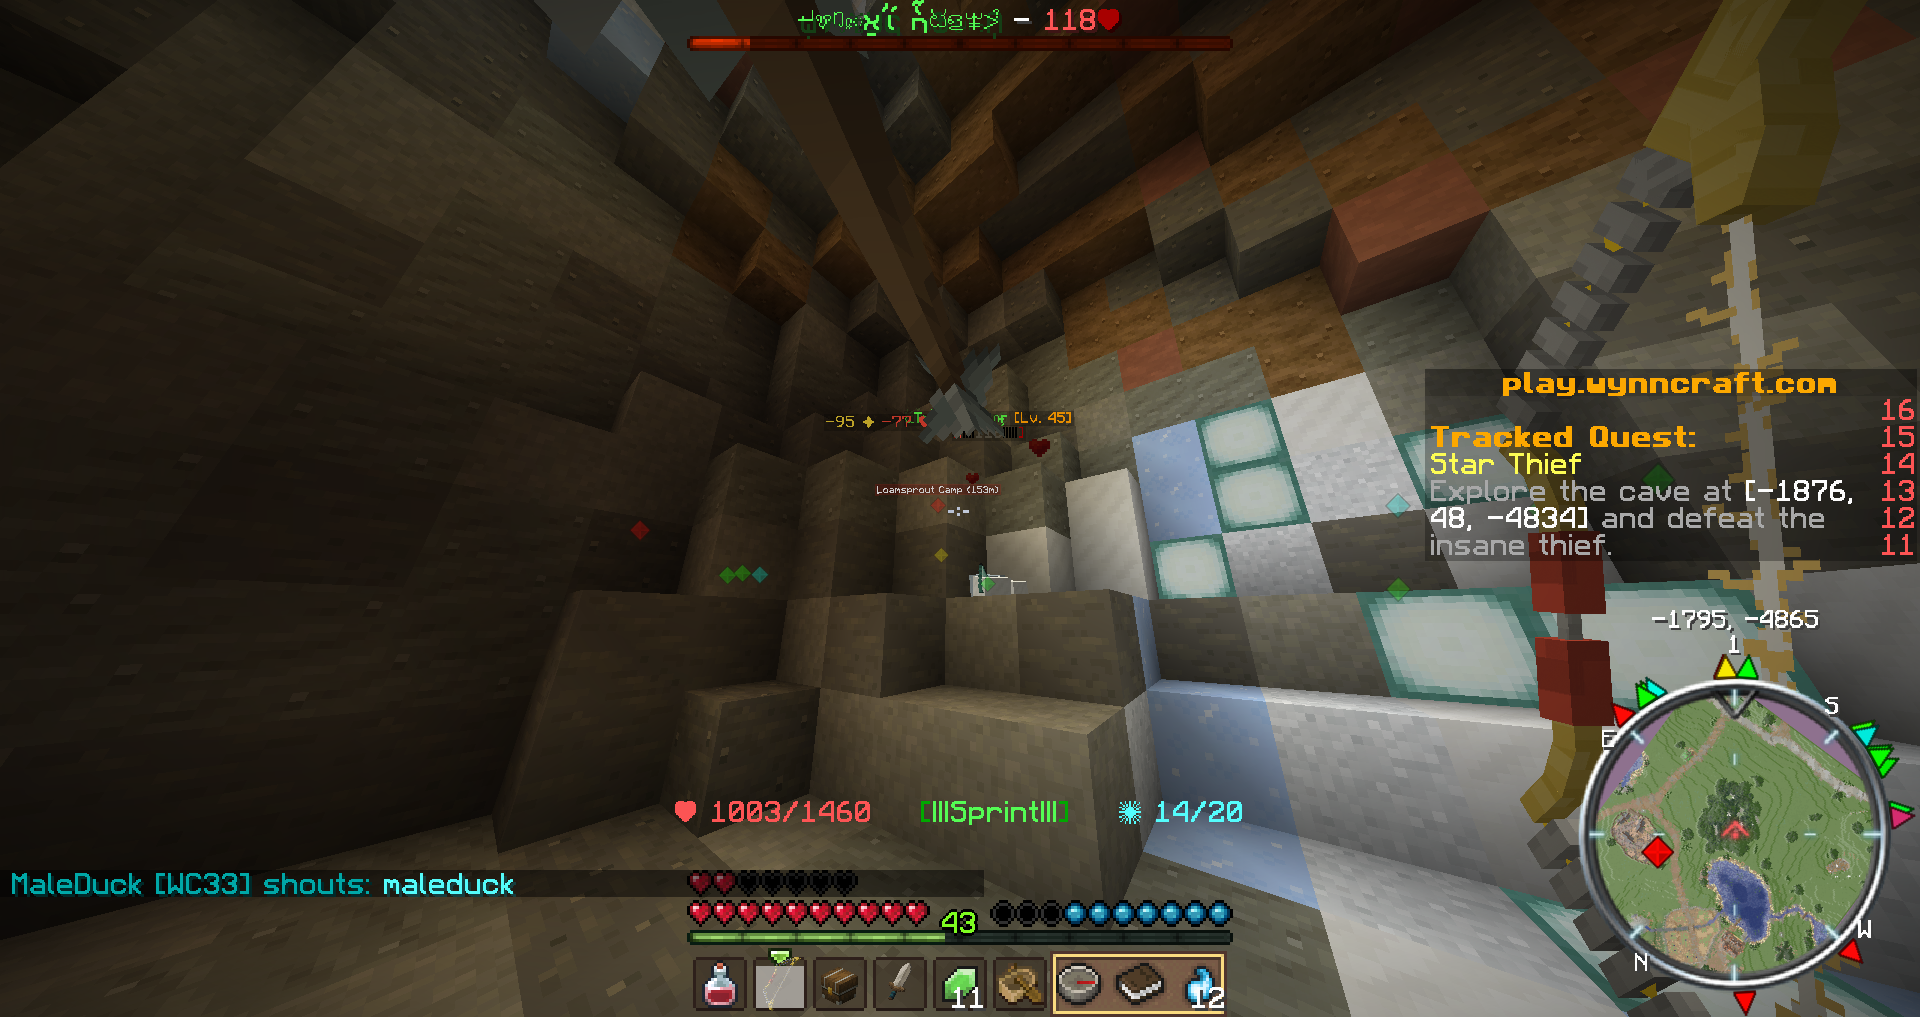 - 118
-95 -77 [Lv. 45]
Loamsprout Camp (153m)
play.wynncraft.com
16
Tracked Quest: 15
Star Thief 14
Explore the cave at [-1876, 13
48, -4834] and defeat the 12
insane thief. 11
-1795, -4865
1
S
E
W
N
1003/1460 [|||Sprint|||] 14/20
MaleDuck [WC33] shouts: maleduck
43
11
12